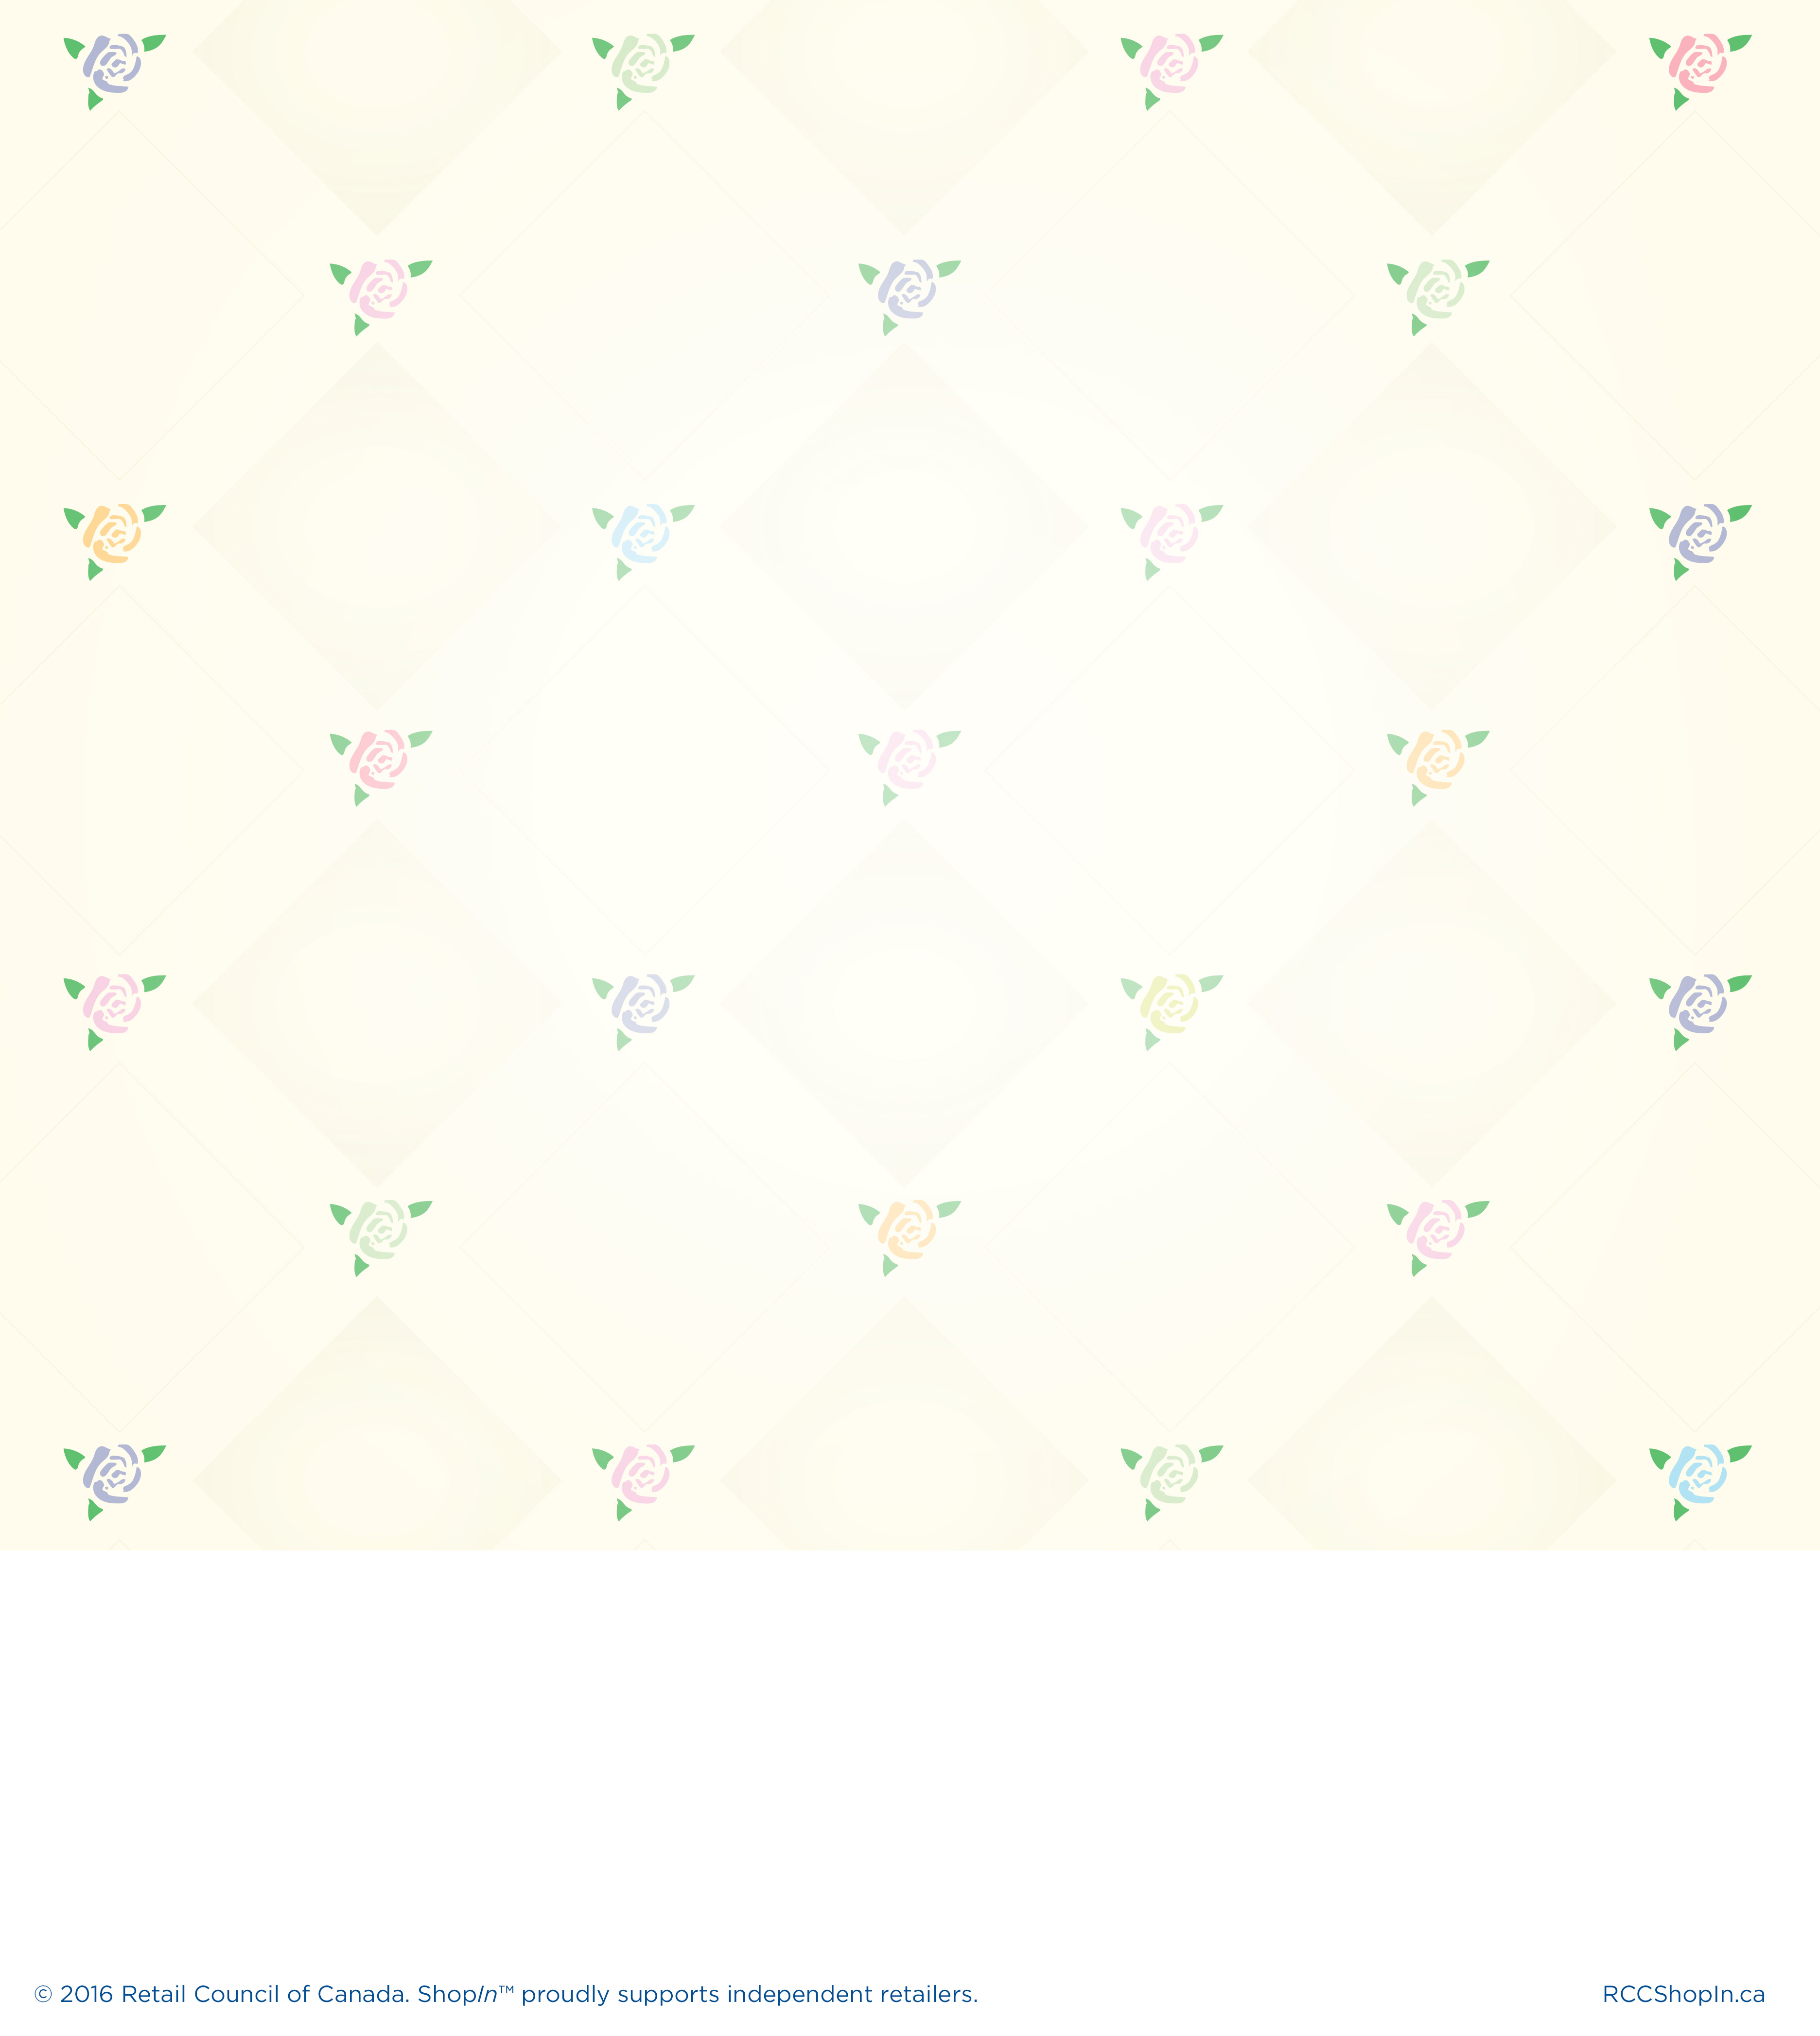 © 2016 Retail Council of Canada. ShopIn™ proudly supports independent retailers.
RCCShopIn.ca